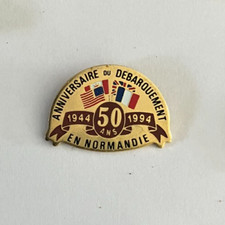 ANNIVERSAIRE DU DEBARQUEMENT
1944 50 1994
ANS
EN NORMANDIE